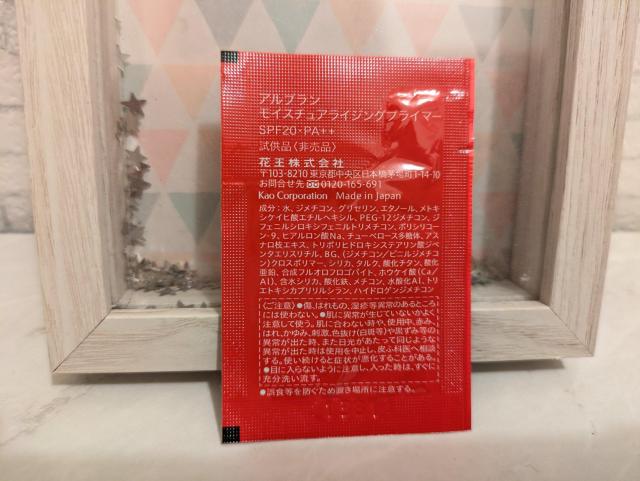 アルブラン
モイスチュアライジングプライマー
SPF20・PA++
試供品〈非売品〉
花王株式会社
〒103-8210 東京都中央区日本橋茅場町1-14-10
お問合せ先 0120-165-691
Kao Corporation Made in Japan
成分：水、ジメチコン、グリセリン、エタノール、メトキ
シケイヒ酸エチルヘキシル、PEG-12ジメチコン、ジ
フェニルシロキシフェニルトリメチコン、ポリシリコ
ーン-9、ヒアルロン酸Na、チューベロース多糖体、アス
ナロ枝エキス、トリポリヒドロキシステアリン酸ジペ
ンタエリスリチル、BG、(ジメチコン/ビニルジメチコ
ン)クロスポリマー、シリカ、タルク、酸化チタン、酸化
亜鉛、合成フルオロフロゴパイト、ホウケイ酸(Ca/
Al)、含水シリカ、酸化鉄、メチコン、水酸化Al、トリ
エトキシカプリリルシラン、ハイドロゲンジメチコン
〈ご注意〉●傷、はれもの、湿疹等異常のあるところ
には使わない。●肌に異常が生じていないかよく
注意して使う。肌に合わない時や、使用中、赤み、
はれ、かゆみ、刺激、色抜け(白斑等)や黒ずみ等の
異常が出た時、また日光があたって同じような
異常が出た時は使用を中止し、皮ふ科医へ相談
する。使い続けると症状が悪化することがある。
●目に入らないように注意し、入った時は、すぐに
充分洗い流す。
●誤食等を防ぐため置き場所に注意する。